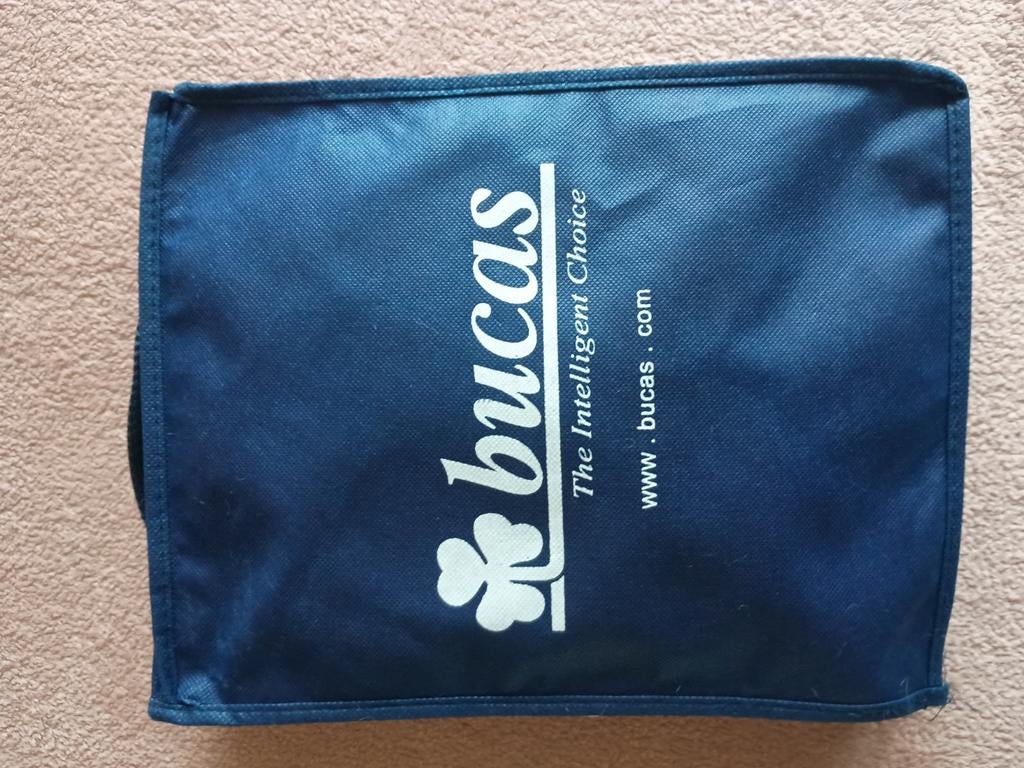 bucas
The Intelligent Choice
www.bucas.com